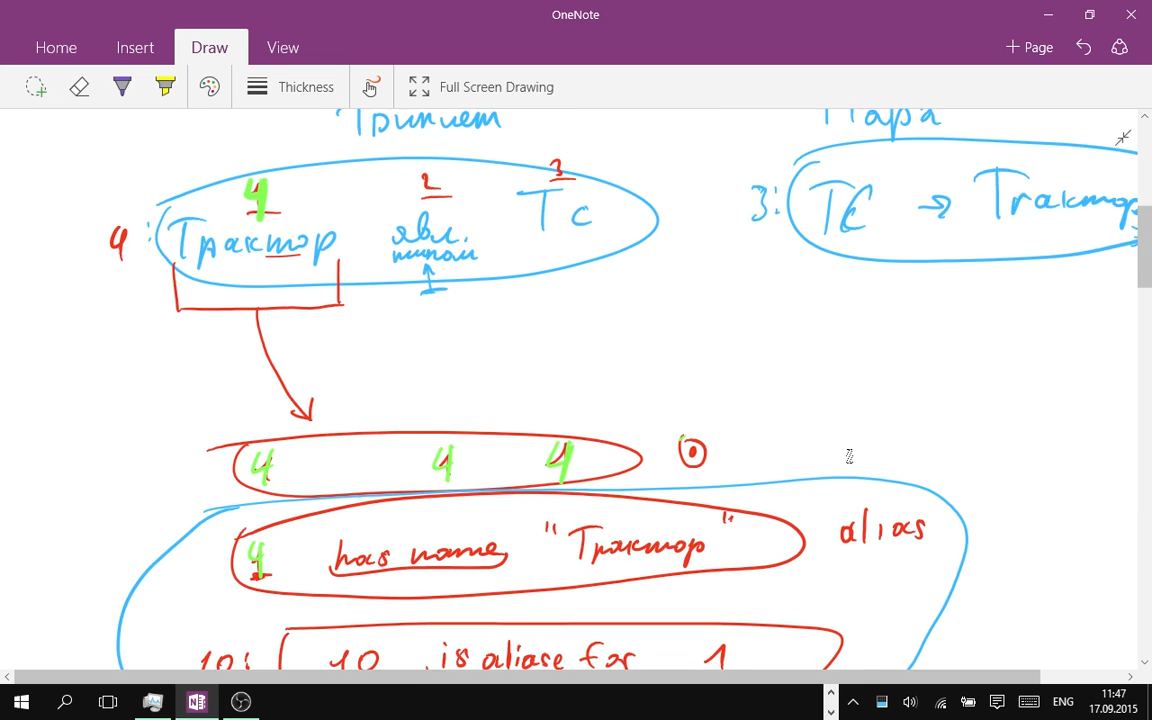 OneNote
Home Insert Draw View
Page
Thickness
Full Screen Drawing
Триплет
Пара
4 2 3
4: Трактор явл. типом ТС
3: ТС → Трактор
4 4 4
4 has name "Трактор"
alias
10: 10 is aliase for 1
ENG
11:47
17.09.2015